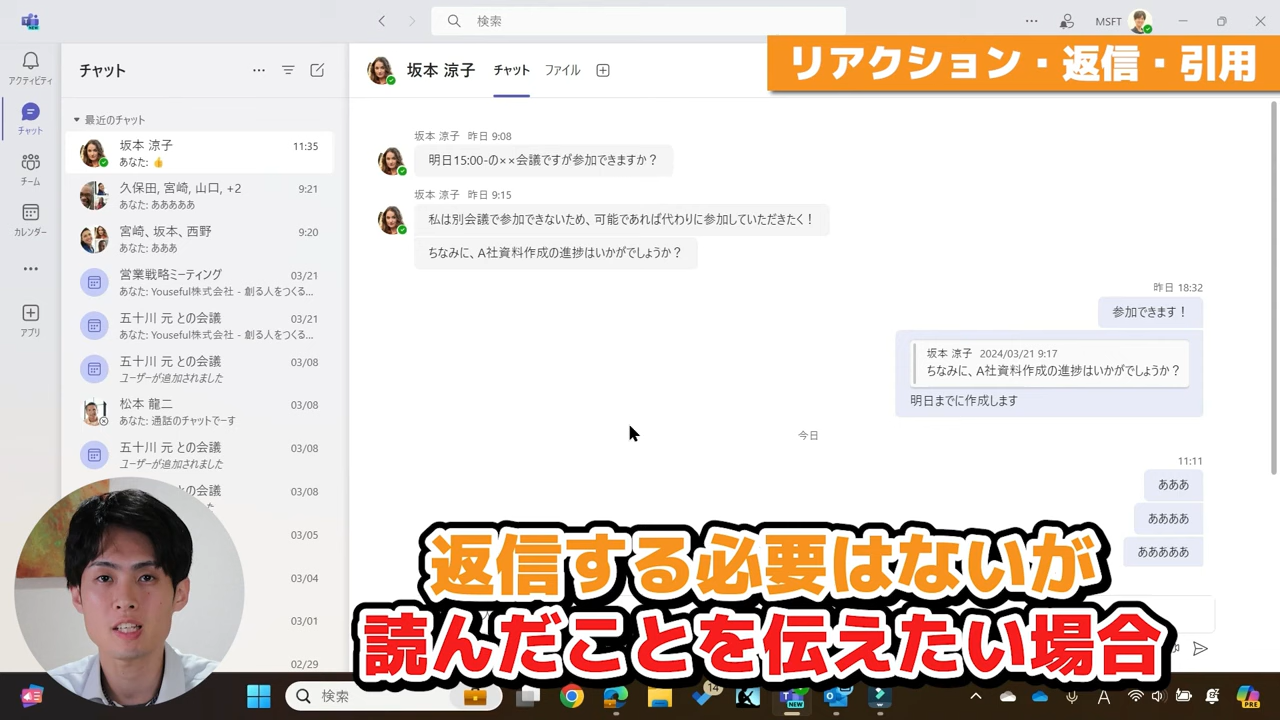 NEW
検索
MSFT
リアクション・返信・引用
アクティビティ
チャット
チーム
カレンダー
アプリ
チャット
最近のチャット
坂本 涼子 11:35
あなた: 👍
久保田, 宮崎, 山口, +2 9:21
あなた: あああああ
宮崎、坂本、西野 9:20
あなた: あああ
営業戦略ミーティング 03/21
あなた: Youseful株式会社 - 創る人をつくる...
五十川 元 との会議 03/21
あなた: Youseful株式会社 - 創る人をつくる...
五十川 元 との会議 03/08
ユーザーが追加されました
松本 龍二 03/08
あなた: 通話のチャットでーす
五十川 元 との会議 03/08
ユーザーが追加されました
との会議 03/08
03/05
03/04
03/01
02/29
坂本 涼子 チャット ファイル
坂本 涼子 昨日 9:08
明日15:00-の××会議ですが参加できますか？
坂本 涼子 昨日 9:15
私は別会議で参加できないため、可能であれば代わりに参加していただきたく！
ちなみに、A社資料作成の進捗はいかがでしょうか？
昨日 18:32
参加できます！
坂本 涼子 2024/03/21 9:17
ちなみに、A社資料作成の進捗はいかがでしょうか？
明日までに作成します
今日
11:11
あああ
ああああ
あああああ
返信する必要はないが
読んだことを伝えたい場合
検索
14
NEW
A
PRE